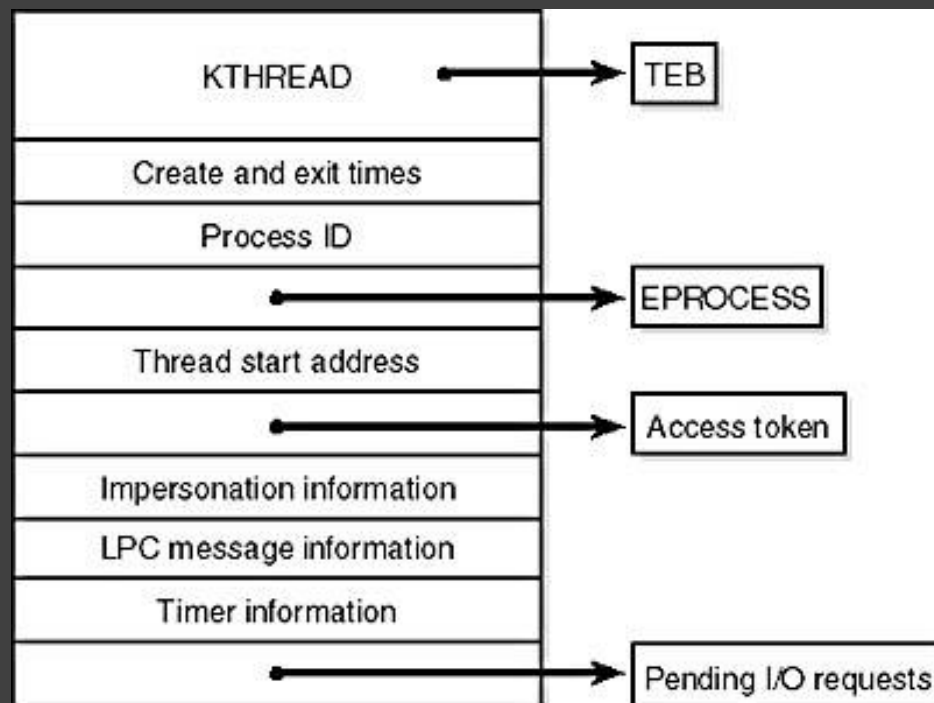 KTHREAD
TEB
Create and exit times
Process ID
EPROCESS
Thread start address
Access token
Impersonation information
LPC message information
Timer information
Pending I/O requests